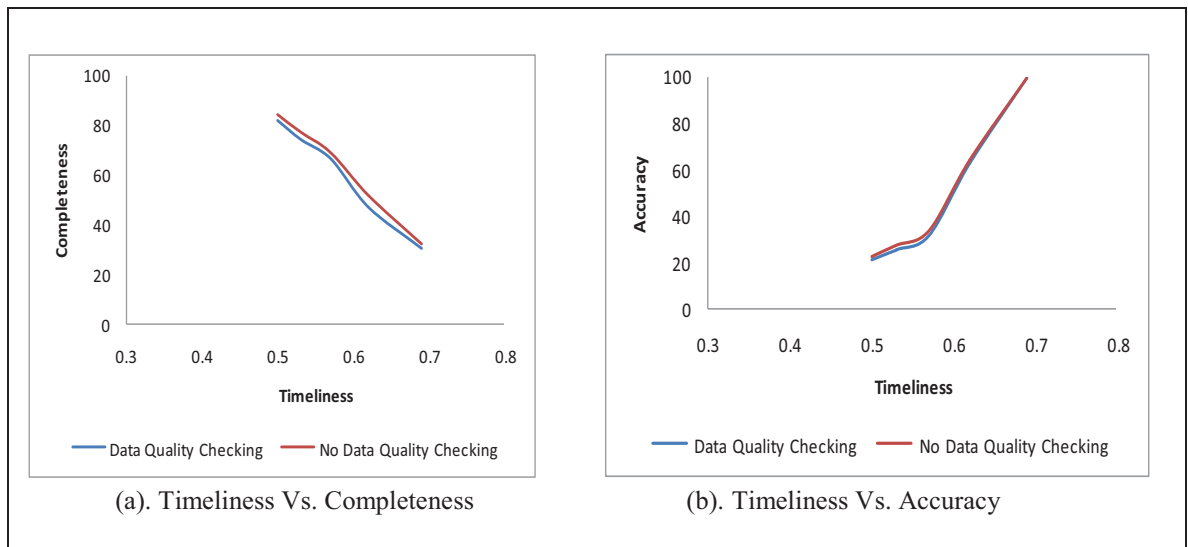 100
80
60
40
20
0
Completeness
0.3 0.4 0.5 0.6 0.7 0.8
Timeliness
Data Quality Checking No Data Quality Checking
(a). Timeliness Vs. Completeness
100
80
60
40
20
0
Accuracy
0.3 0.4 0.5 0.6 0.7 0.8
Timeliness
Data Quality Checking No Data Quality Checking
(b). Timeliness Vs. Accuracy